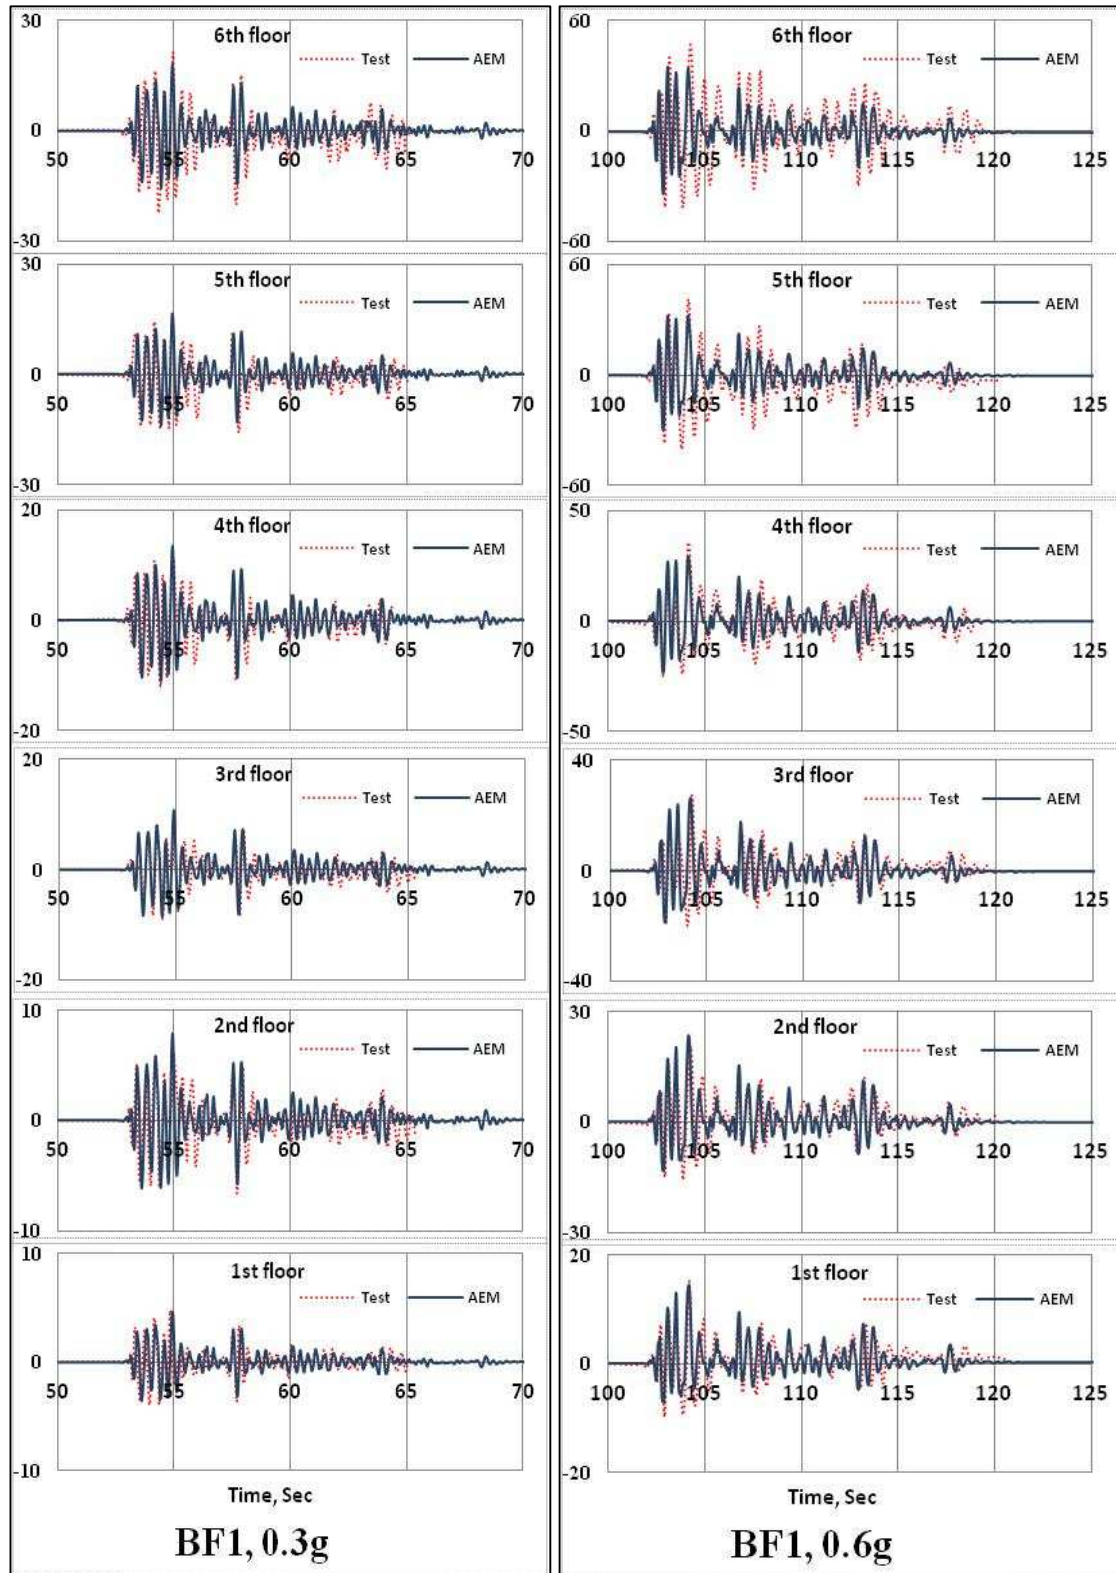 30
6th floor
Test AEM
0
50 55 60 65 70
-30
30
5th floor
Test AEM
0
50 55 60 65 70
-30
20
4th floor
Test AEM
0
50 55 60 65 70
-20
20
3rd floor
Test AEM
0
50 55 60 65 70
-20
10
2nd floor
Test AEM
0
50 55 60 65 70
-10
10
1st floor
Test AEM
0
50 55 60 65 70
-10
Time, Sec
BF1, 0.3g
60
6th floor
Test AEM
0
100 105 110 115 120 125
-60
60
5th floor
Test AEM
0
100 105 110 115 120 125
-60
50
4th floor
Test AEM
0
100 105 110 115 120 125
-50
40
3rd floor
Test AEM
0
100 105 110 115 120 125
-40
30
2nd floor
Test AEM
0
100 105 110 115 120 125
-30
20
1st floor
Test AEM
0
100 105 110 115 120 125
-20
Time, Sec
BF1, 0.6g